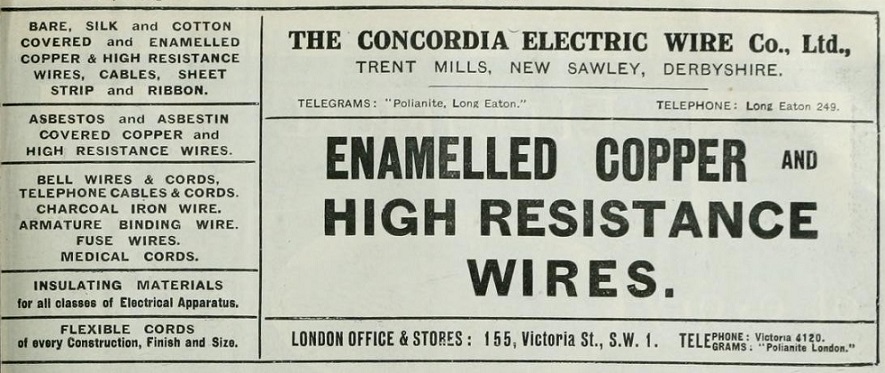 BARE, SILK and COTTON
COVERED and ENAMELLED
COPPER & HIGH RESISTANCE
WIRES, CABLES, SHEET
STRIP and RIBBON.
ASBESTOS and ASBESTIN
COVERED COPPER and
HIGH RESISTANCE WIRES.
BELL WIRES & CORDS,
TELEPHONE CABLES & CORDS.
CHARCOAL IRON WIRE.
ARMATURE BINDING WIRE.
FUSE WIRES.
MEDICAL CORDS.
INSULATING MATERIALS
for all classes of Electrical Apparatus.
FLEXIBLE CORDS
of every Construction, Finish and Size.
THE CONCORDIA ELECTRIC WIRE Co., Ltd.,
TRENT MILLS, NEW SAWLEY, DERBYSHIRE.
TELEGRAMS: "Polianite, Long Eaton." TELEPHONE: Long Eaton 249.
ENAMELLED COPPER AND
HIGH RESISTANCE
WIRES.
LONDON OFFICE & STORES: 155, Victoria St., S.W. 1. TELEPHONE: Victoria 4120.
GRAMS: "Polianite London."